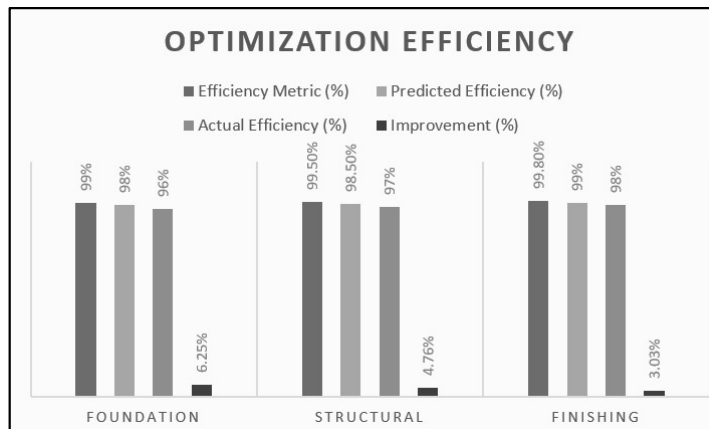 OPTIMIZATION EFFICIENCY
Efficiency Metric (%) Predicted Efficiency (%)
Actual Efficiency (%) Improvement (%)
99% 98% 96% 6.25% 99.50% 98.50% 97% 4.76% 99.80% 99% 98% 3.03%
FOUNDATION STRUCTURAL FINISHING